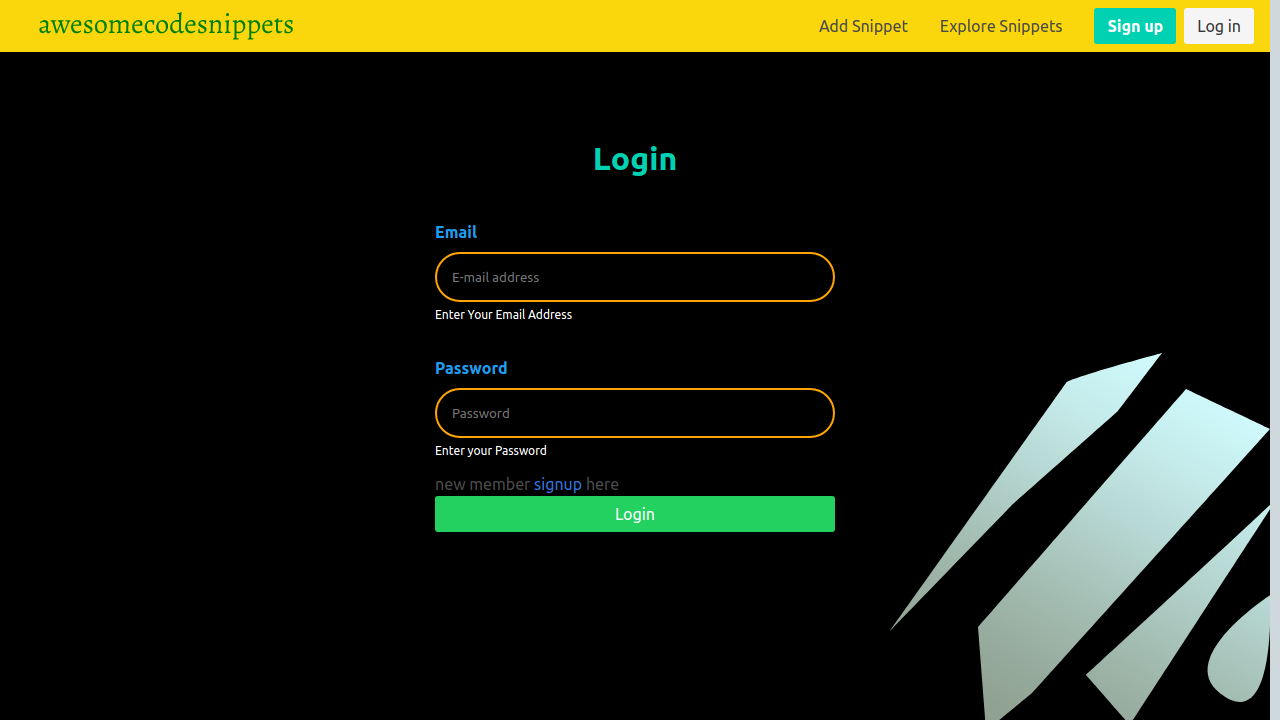 awesomecodesnippets
Add Snippet
Explore Snippets
Sign up
Log in
Login
Email
E-mail address
Enter Your Email Address
Password
Password
Enter your Password
new member signup here
Login